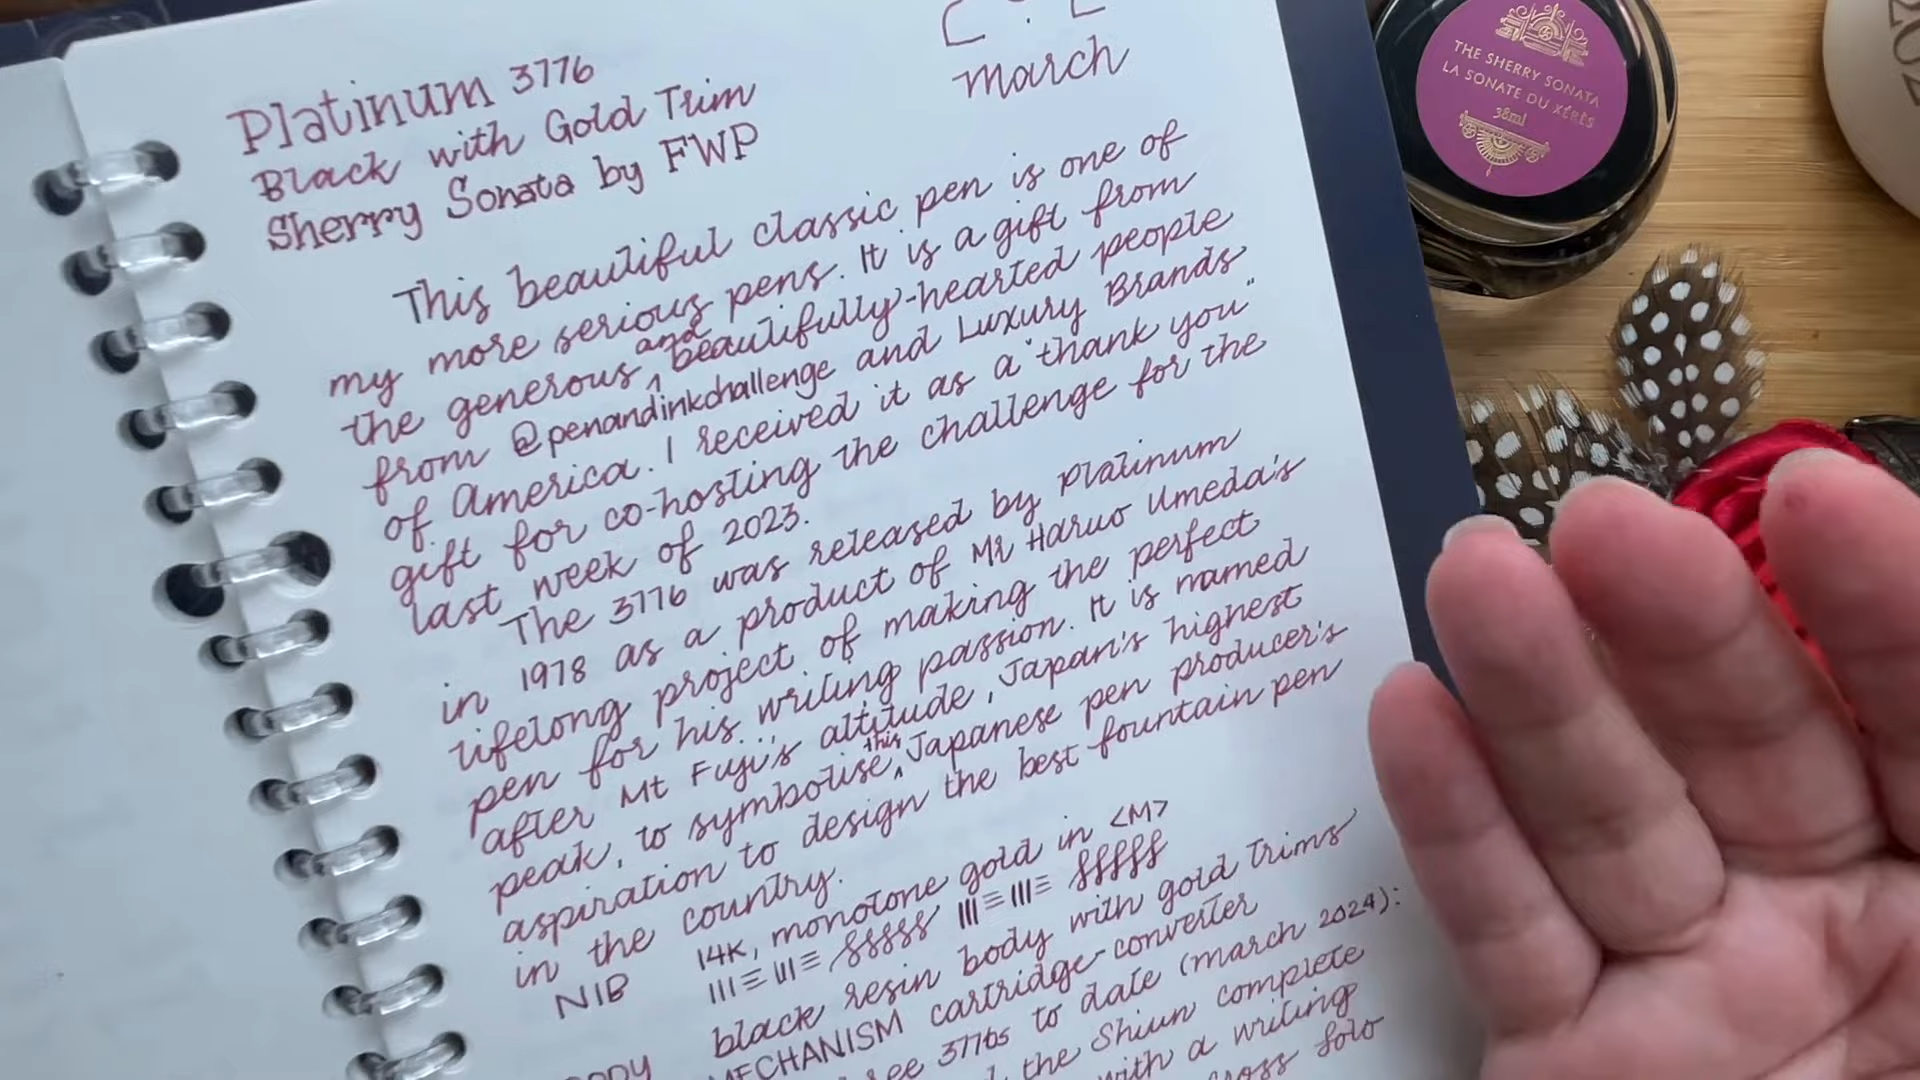 Platinum 3776
Black with Gold Trim
Sherry Sonata by FWP
March
This beautiful classic pen is one of
my more serious pens. It is a gift from
the generous and beautifully-hearted people
from @penandinkchallenge and Luxury Brands
of America. I received it as a "thank you"
gift for co-hosting the challenge for the
last week of 2023.
The 3776 was released by Platinum
in 1978 as a product of Mr Haruo Umeda's
lifelong project of making the perfect
pen for his writing passion. It is named
after Mt Fuji's altitude, Japan's highest
peak, to symbolise this Japanese pen producer's
aspiration to design the best fountain pen
in the country.
NIB 14K, monotone gold in <M>
black resin body with gold trims
MECHANISM cartridge-converter
3776s to date (March 2024):
the Shiun complete
with a writing
THE SHERRY SONATA
LA SONATE DU XÉRÈS
38ml
202